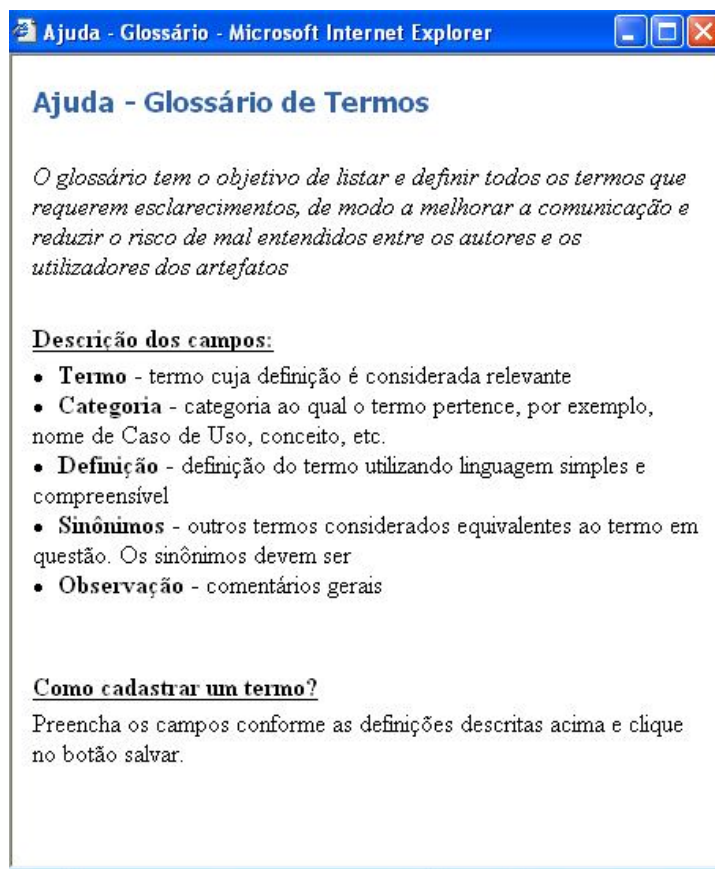 Ajuda - Glossário - Microsoft Internet Explorer
Ajuda - Glossário de Termos
O glossário tem o objetivo de listar e definir todos os termos que
requerem esclarecimentos, de modo a melhorar a comunicação e
reduzir o risco de mal entendidos entre os autores e os
utilizadores dos artefatos
Descrição dos campos:
• Termo - termo cuja definição é considerada relevante
• Categoria - categoria ao qual o termo pertence, por exemplo,
nome de Caso de Uso, conceito, etc.
• Definição - definição do termo utilizando linguagem simples e
compreensível
• Sinônimos - outros termos considerados equivalentes ao termo em
questão. Os sinônimos devem ser
• Observação - comentários gerais
Como cadastrar um termo?
Preencha os campos conforme as definições descritas acima e clique
no botão salvar.